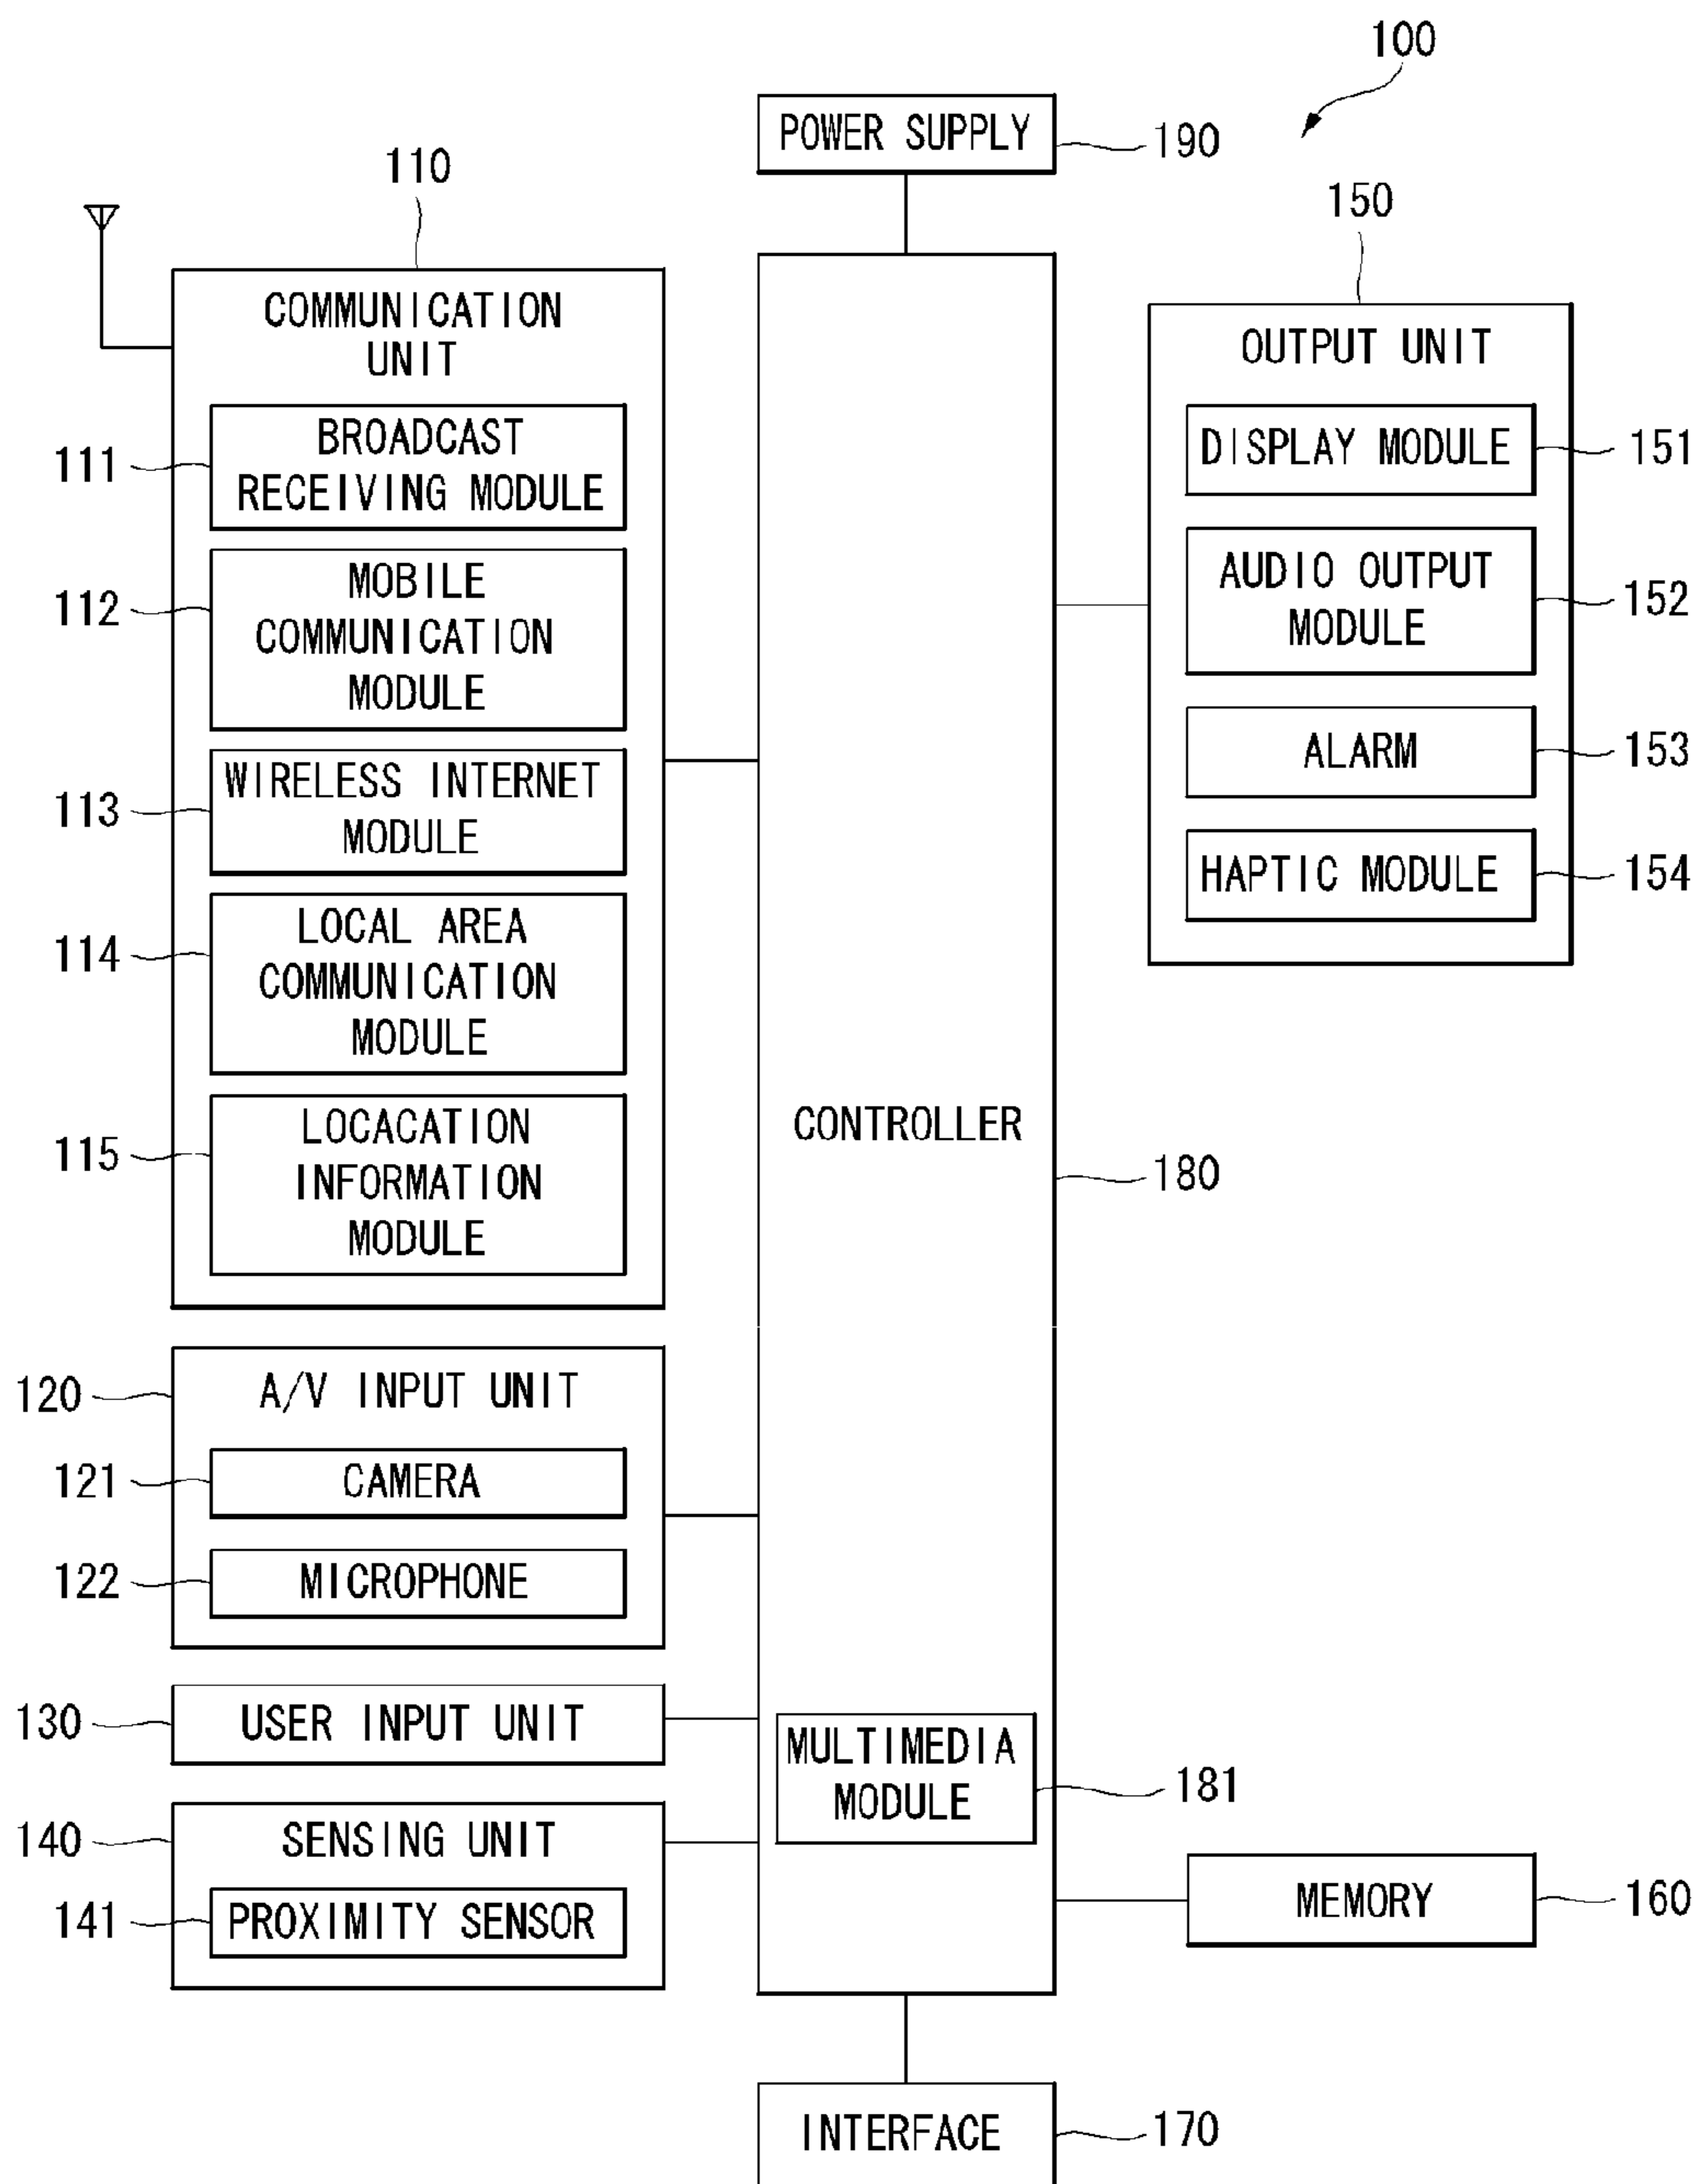 100
POWER SUPPLY
190
110
150
COMMUNICATION
UNIT
BROADCAST
RECEIVING MODULE
111
MOBILE
COMMUNICATION
MODULE
112
WIRELESS INTERNET
MODULE
113
LOCAL AREA
COMMUNICATION
MODULE
114
LOCACATION
INFORMATION
MODULE
115
OUTPUT UNIT
DISPLAY MODULE
151
AUDIO OUTPUT
MODULE
152
ALARM
153
HAPTIC MODULE
154
CONTROLLER
180
120
A/V INPUT UNIT
121
CAMERA
122
MICROPHONE
130
USER INPUT UNIT
MULTIMEDIA
MODULE
181
140
SENSING UNIT
141
PROXIMITY SENSOR
MEMORY
160
INTERFACE
170